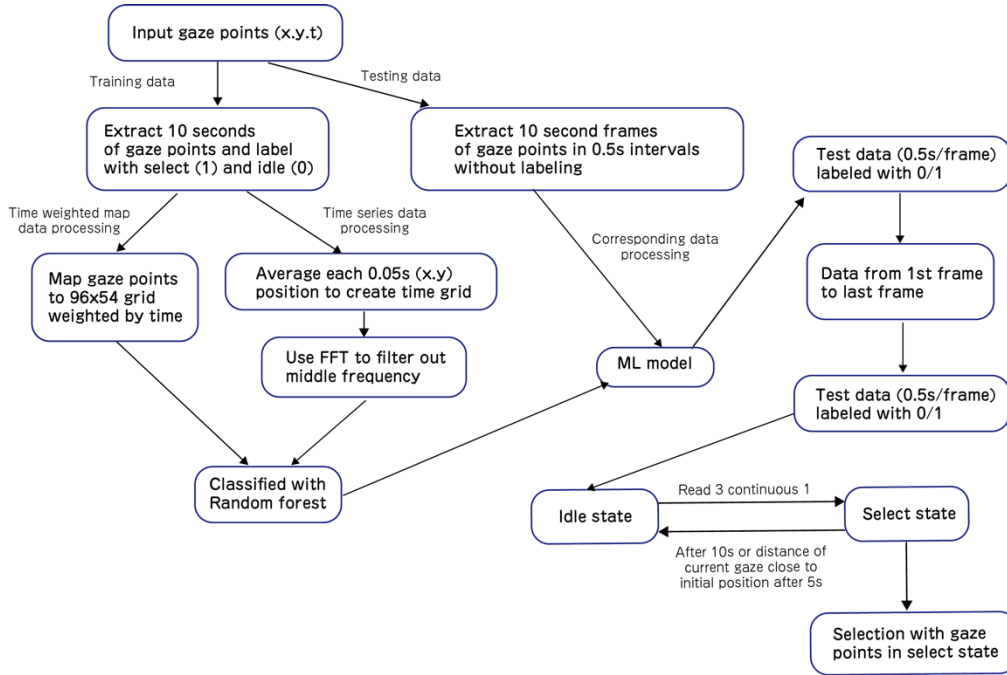 Input gaze points (x.y.t)
Training data
Testing data
Extract 10 seconds
of gaze points and label
with select (1) and idle (0)
Extract 10 second frames
of gaze points in 0.5s intervals
without labeling
Test data (0.5s/frame)
labeled with 0/1
Time weighted map
data processing
Time series data
processing
Corresponding data
processing
Map gaze points
to 96x54 grid
weighted by time
Average each 0.05s (x.y)
position to create time grid
Data from 1st frame
to last frame
Use FFT to filter out
middle frequency
ML model
Test data (0.5s/frame)
labeled with 0/1
Classified with
Random forest
Idle state
Read 3 continuous 1
Select state
After 10s or distance of
current gaze close to
initial position after 5s
Selection with gaze
points in select state